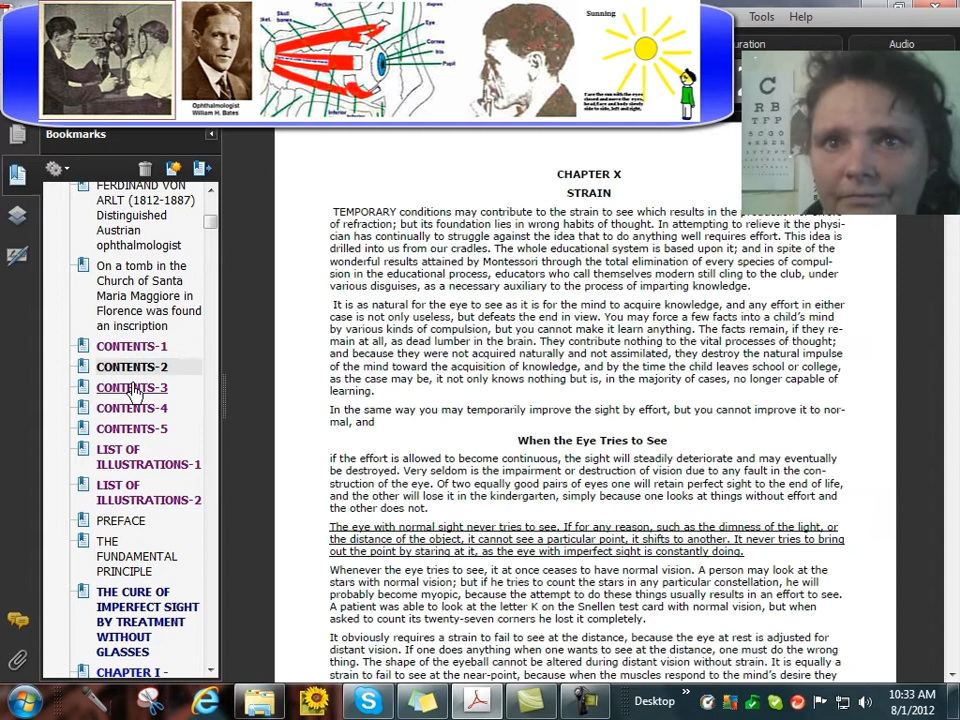 Skull
bones
Rectus
Eye
Cornea
Iris
Pupil
Sunning
Face the sun with the eyes
closed and move the eyes,
head, face and body slowly
side to side, left and right,
Ophthalmologist
William H. Bates
Tools Help
Audio
C
R B
T F P
Bookmarks
FERDINAND VON
ARLT (1812-1887)
Distinguished
Austrian
ophthalmologist
On a tomb in the
Church of Santa
Maria Maggiore in
Florence was found
an inscription
CONTENTS-1
CONTENTS-2
CONTENTS-3
CONTENTS-4
CONTENTS-5
LIST OF
ILLUSTRATIONS-1
LIST OF
ILLUSTRATIONS-2
PREFACE
THE
FUNDAMENTAL
PRINCIPLE
THE CURE OF
IMPERFECT SIGHT
BY TREATMENT
WITHOUT
GLASSES
CHAPTER I -
CHAPTER X
STRAIN
TEMPORARY conditions may contribute to the strain to see which results in the
of refraction; but its foundation lies in wrong habits of thought. In attempting to relieve it the physi-
cian has continually to struggle against the idea that to do anything well requires effort. This idea is
drilled into us from our cradles. The whole educational system is based upon it; and in spite of the
wonderful results attained by Montessori through the total elimination of every species of compul-
sion in the educational process, educators who call themselves modern still cling to the club, under
various disguises, as a necessary auxiliary to the process of imparting knowledge.
It is as natural for the eye to see as it is for the mind to acquire knowledge, and any effort in either
case is not only useless, but defeats the end in view. You may force a few facts into a child's mind
by various kinds of compulsion, but you cannot make it learn anything. The facts remain, if they re-
main at all, as dead lumber in the brain. They contribute nothing to the vital processes of thought;
and because they were not acquired naturally and not assimilated, they destroy the natural impulse
of the mind toward the acquisition of knowledge, and by the time the child leaves school or college,
as the case may be, it not only knows nothing but is, in the majority of cases, no longer capable of
learning.
In the same way you may temporarily improve the sight by effort, but you cannot improve it to nor-
mal, and
When the Eye Tries to See
if the effort is allowed to become continuous, the sight will steadily deteriorate and may eventually
be destroyed. Very seldom is the impairment or destruction of vision due to any fault in the con-
struction of the eye. Of two equally good pairs of eyes one will retain perfect sight to the end of life,
and the other will lose it in the kindergarten, simply because one looks at things without effort and
the other does not.
The eye with normal sight never tries to see. If for any reason, such as the dimness of the light, or
the distance of the object, it cannot see a particular point, it shifts to another. It never tries to bring
out the point by staring at it, as the eye with imperfect sight is constantly doing.
Whenever the eye tries to see, it at once ceases to have normal vision. A person may look at the
stars with normal vision; but if he tries to count the stars in any particular constellation, he will
probably become myopic, because the attempt to do these things usually results in an effort to see.
A patient was able to look at the letter K on the Snellen test card with normal vision, but when
asked to count its twenty-seven corners he lost it completely.
It obviously requires a strain to fail to see at the distance, because the eye at rest is adjusted for
distant vision. If one does anything when one wants to see at the distance, one must do the wrong
thing. The shape of the eyeball cannot be altered during distant vision without strain. It is equally a
strain to fail to see at the near-point, because when the muscles respond to the mind's desire they
Desktop
10:33 AM
8/1/2012